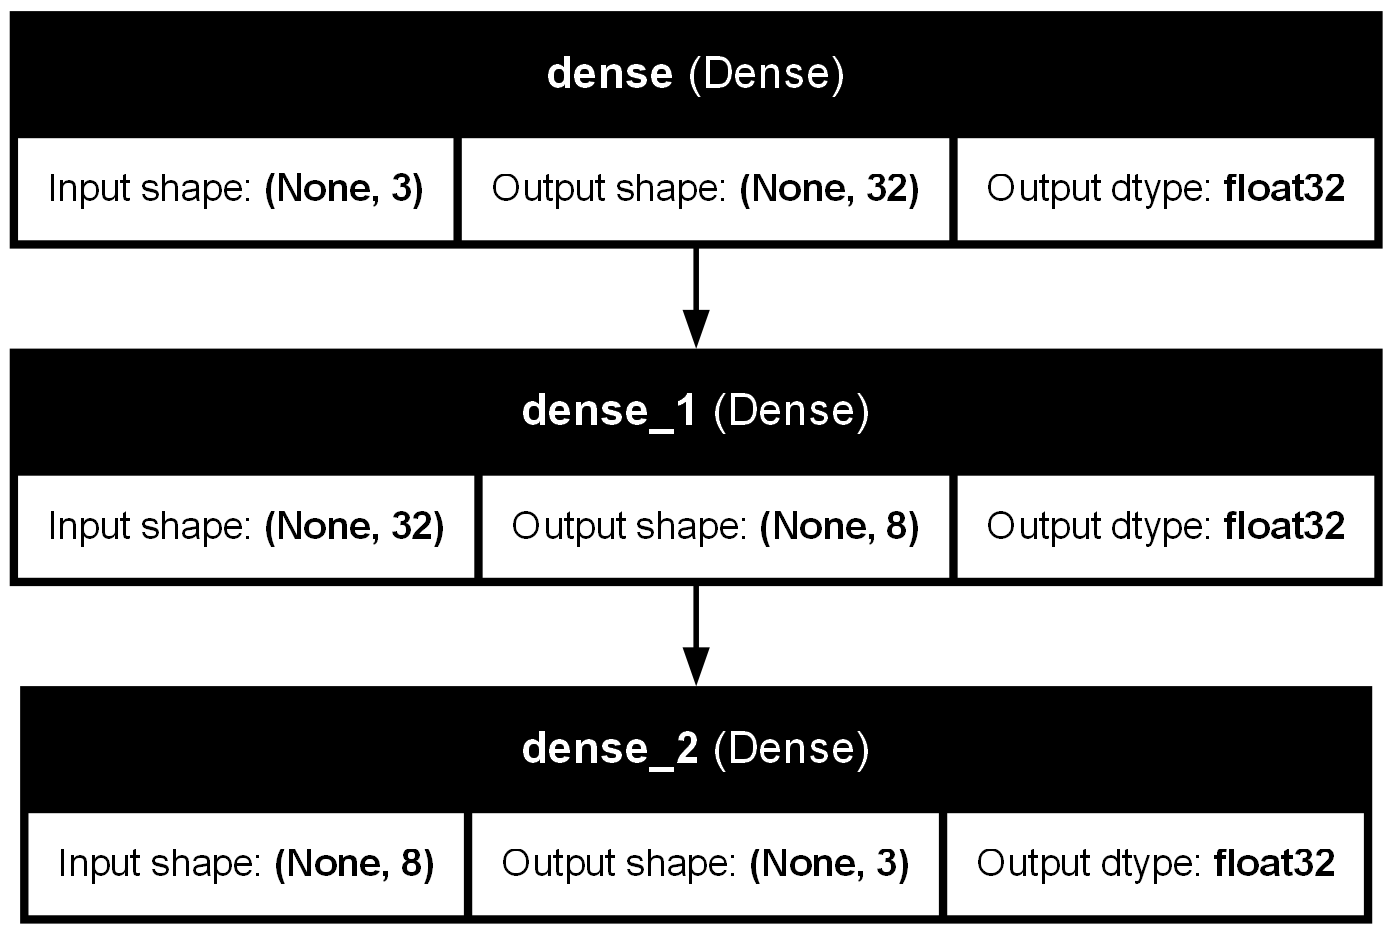 dense (Dense)
Input shape: (None, 3)
Output shape: (None, 32)
Output dtype: float32
dense_1 (Dense)
Input shape: (None, 32)
Output shape: (None, 8)
Output dtype: float32
dense_2 (Dense)
Input shape: (None, 8)
Output shape: (None, 3)
Output dtype: float32